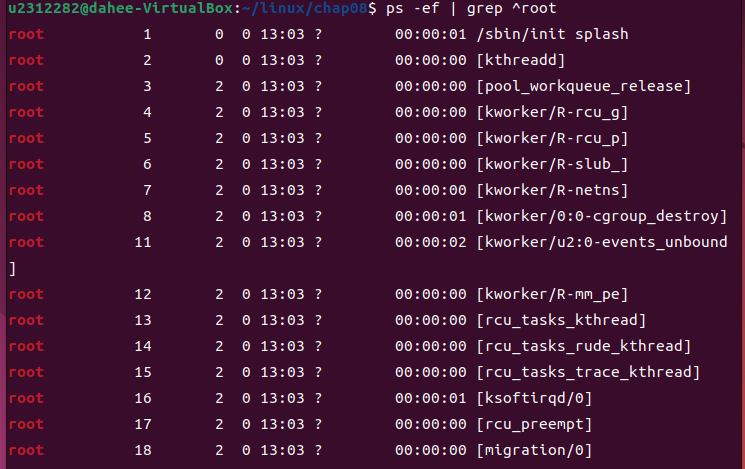 u2312282@dahee-VirtualBox:~/linux/chap08$ ps -ef | grep ^root
root           1       0  0 13:03 ?        00:00:01 /sbin/init splash
root           2       0  0 13:03 ?        00:00:00 [kthreadd]
root           3       2  0 13:03 ?        00:00:00 [pool_workqueue_release]
root           4       2  0 13:03 ?        00:00:00 [kworker/R-rcu_g]
root           5       2  0 13:03 ?        00:00:00 [kworker/R-rcu_p]
root           6       2  0 13:03 ?        00:00:00 [kworker/R-slub_]
root           7       2  0 13:03 ?        00:00:00 [kworker/R-netns]
root           8       2  0 13:03 ?        00:00:01 [kworker/0:0-cgroup_destroy]
root          11       2  0 13:03 ?        00:00:02 [kworker/u2:0-events_unbound
]
root          12       2  0 13:03 ?        00:00:00 [kworker/R-mm_pe]
root          13       2  0 13:03 ?        00:00:00 [rcu_tasks_kthread]
root          14       2  0 13:03 ?        00:00:00 [rcu_tasks_rude_kthread]
root          15       2  0 13:03 ?        00:00:00 [rcu_tasks_trace_kthread]
root          16       2  0 13:03 ?        00:00:01 [ksoftirqd/0]
root          17       2  0 13:03 ?        00:00:00 [rcu_preempt]
root          18       2  0 13:03 ?        00:00:00 [migration/0]